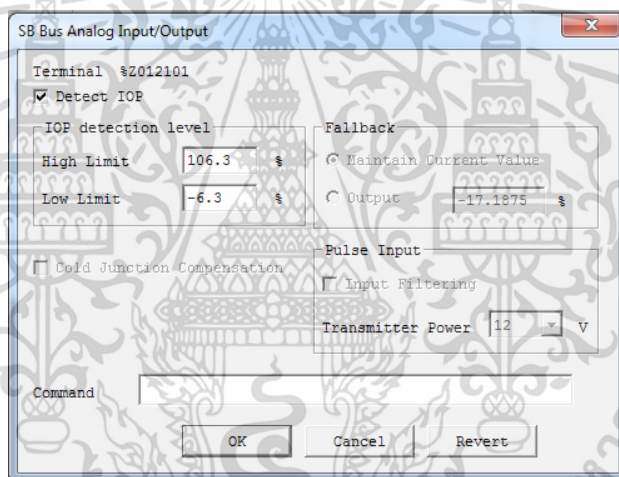 SB Bus Analog Input/Output
Terminal %Z012101
Detect IOP
IOP detection level
High Limit 106.3 %
Low Limit -6.3 %
Fallback
Maintain Current Value
Output -17.1875 %
Cold Junction Compensation
Pulse Input
Input Filtering
Transmitter Power 12 V
Command
OK Cancel Revert